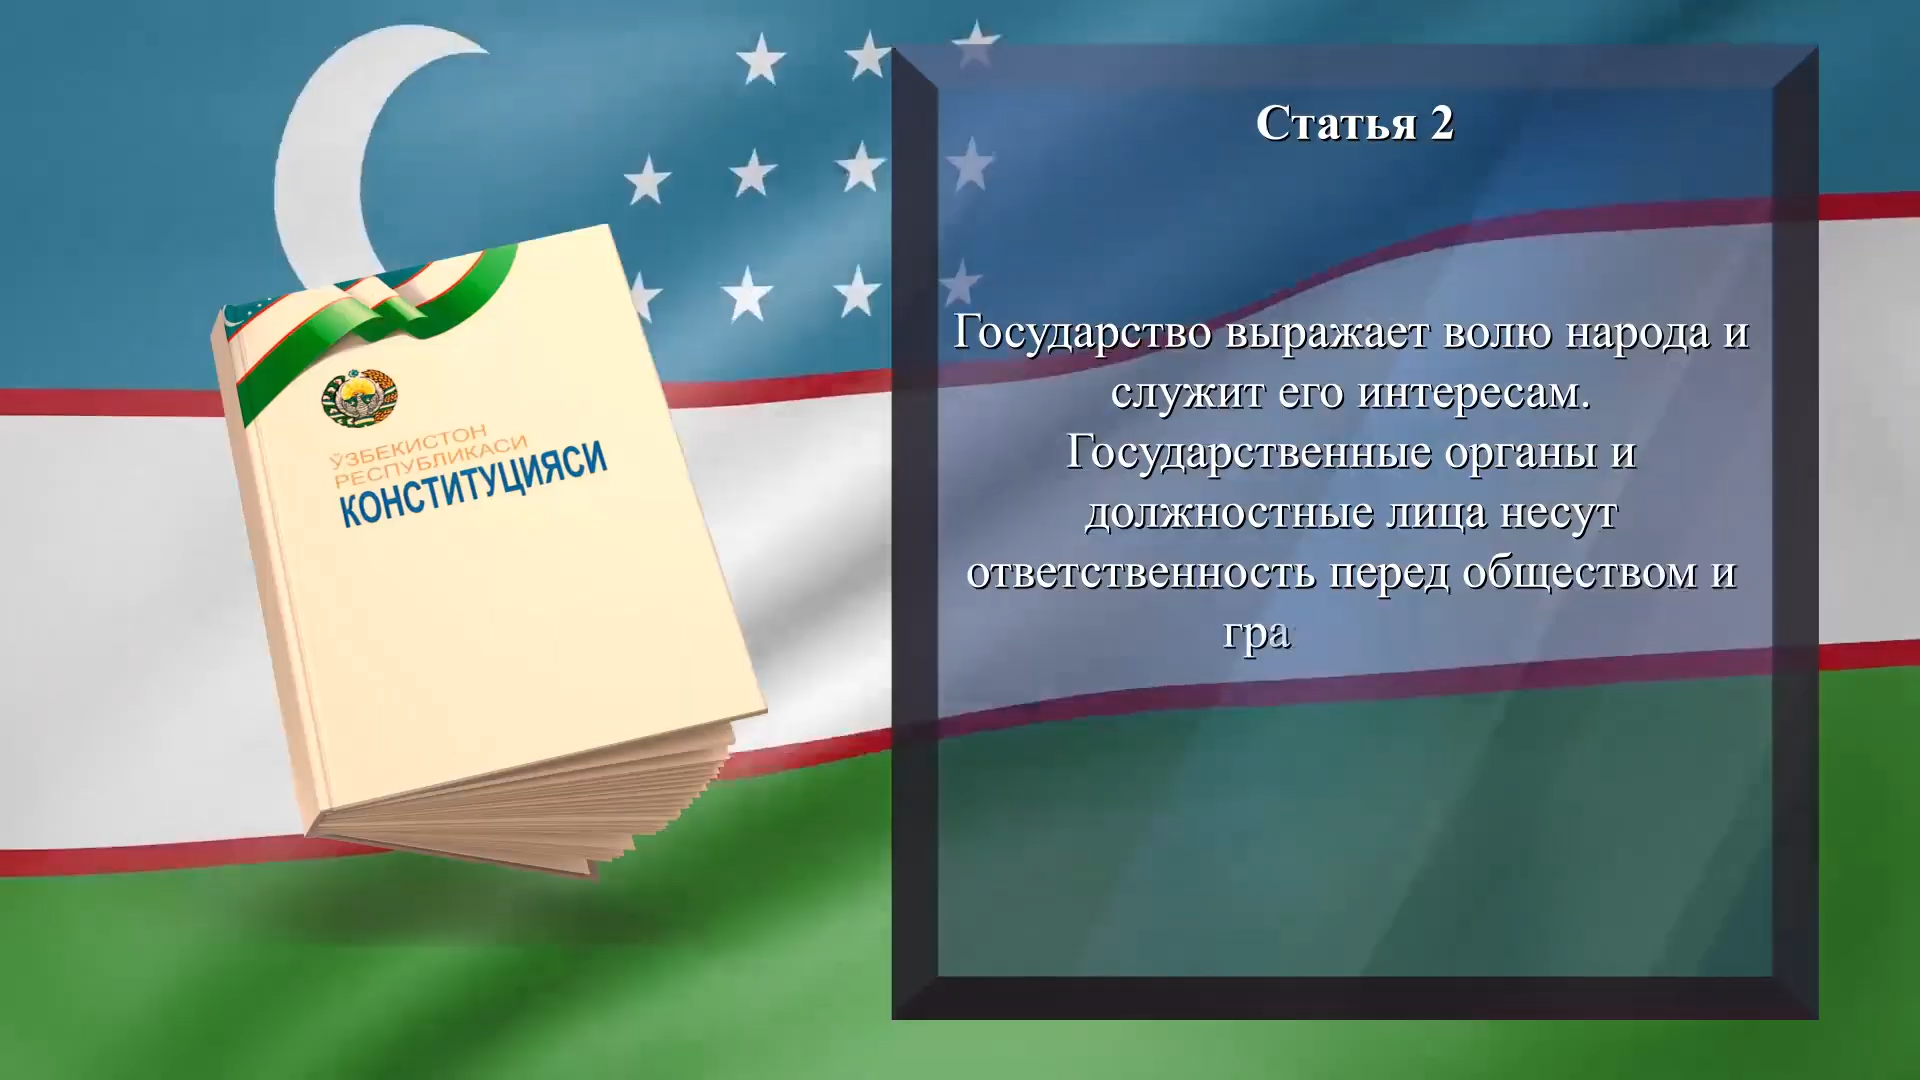 ЎЗБЕКИСТОН
РЕСПУБЛИКАСИ
КОНСТИТУЦИЯСИ
Статья 2
Государство выражает волю народа и
служит его интересам.
Государственные органы и
должностные лица несут
ответственность перед обществом и
гра